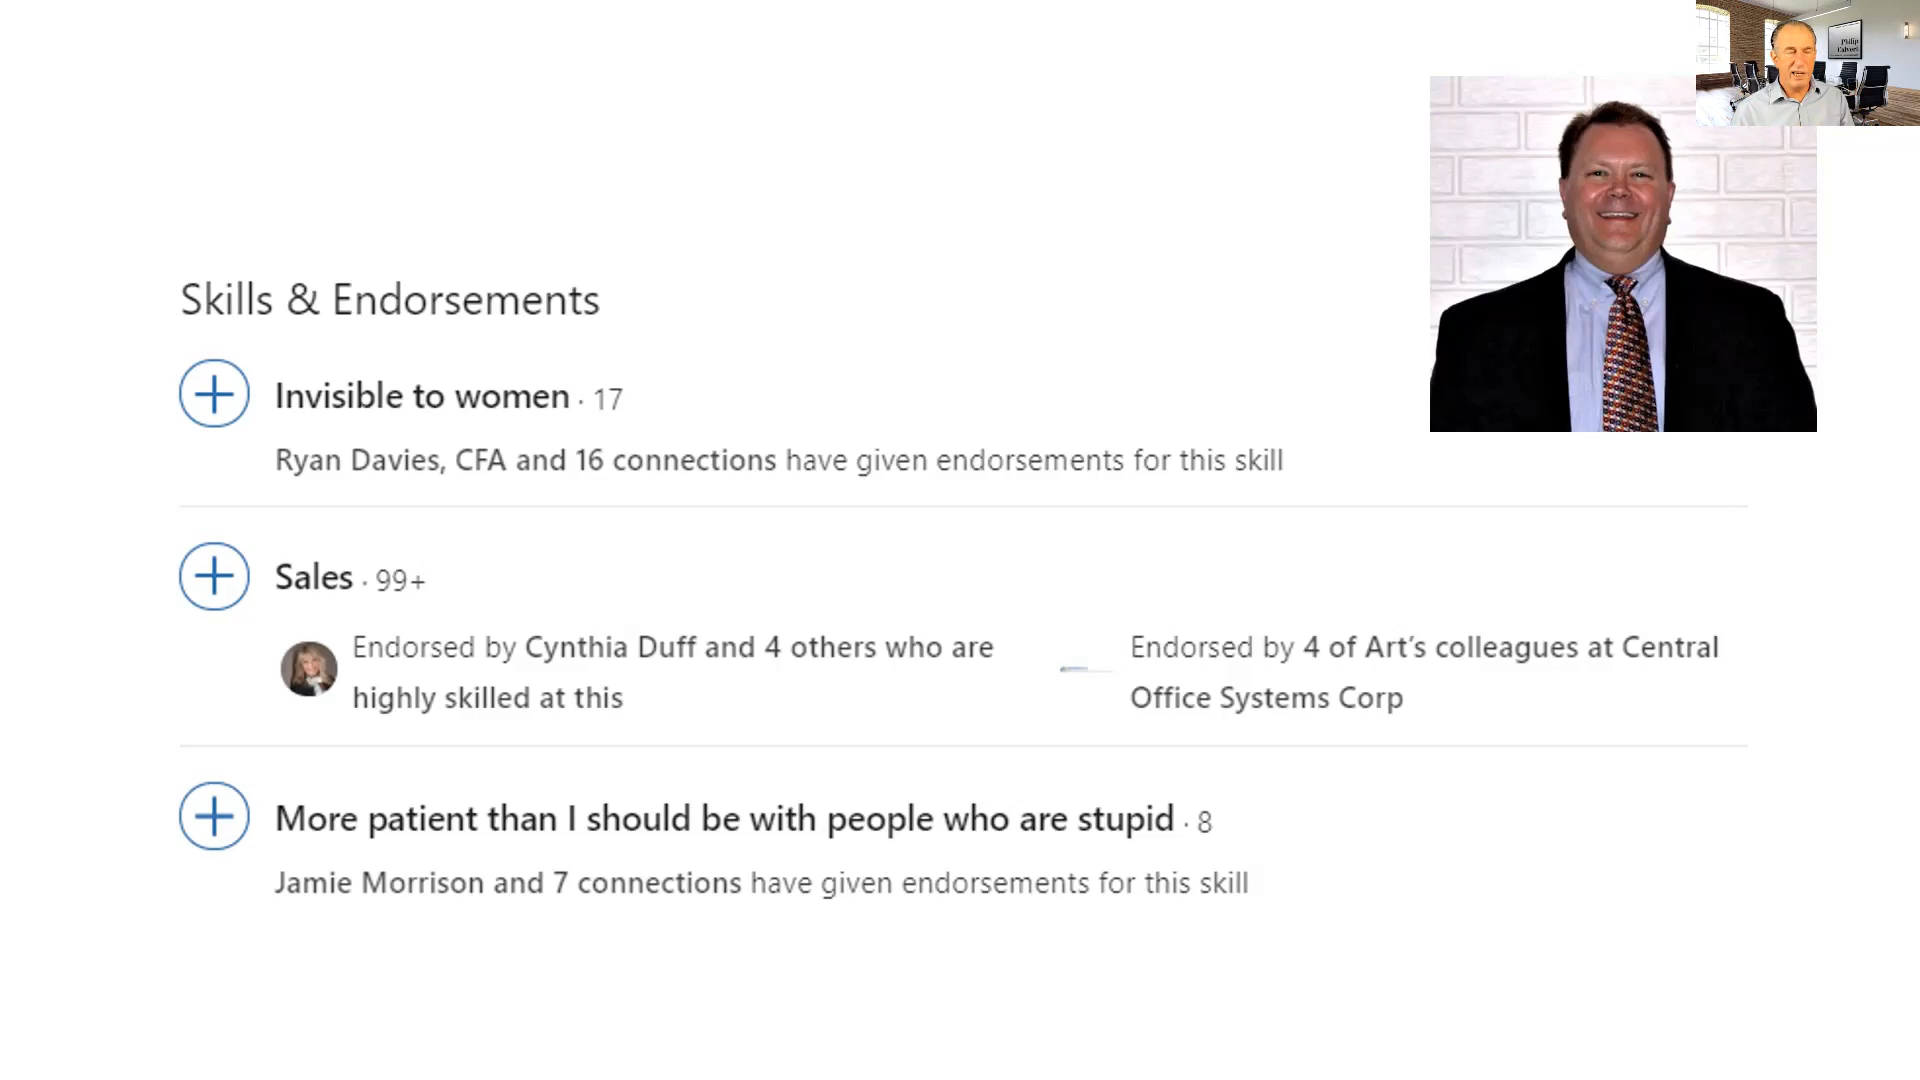 Philip
Calvert
Skills & Endorsements
Invisible to women · 17
Ryan Davies, CFA and 16 connections have given endorsements for this skill
Sales · 99+
Endorsed by Cynthia Duff and 4 others who are
highly skilled at this
Endorsed by 4 of Art’s colleagues at Central
Office Systems Corp
More patient than I should be with people who are stupid · 8
Jamie Morrison and 7 connections have given endorsements for this skill